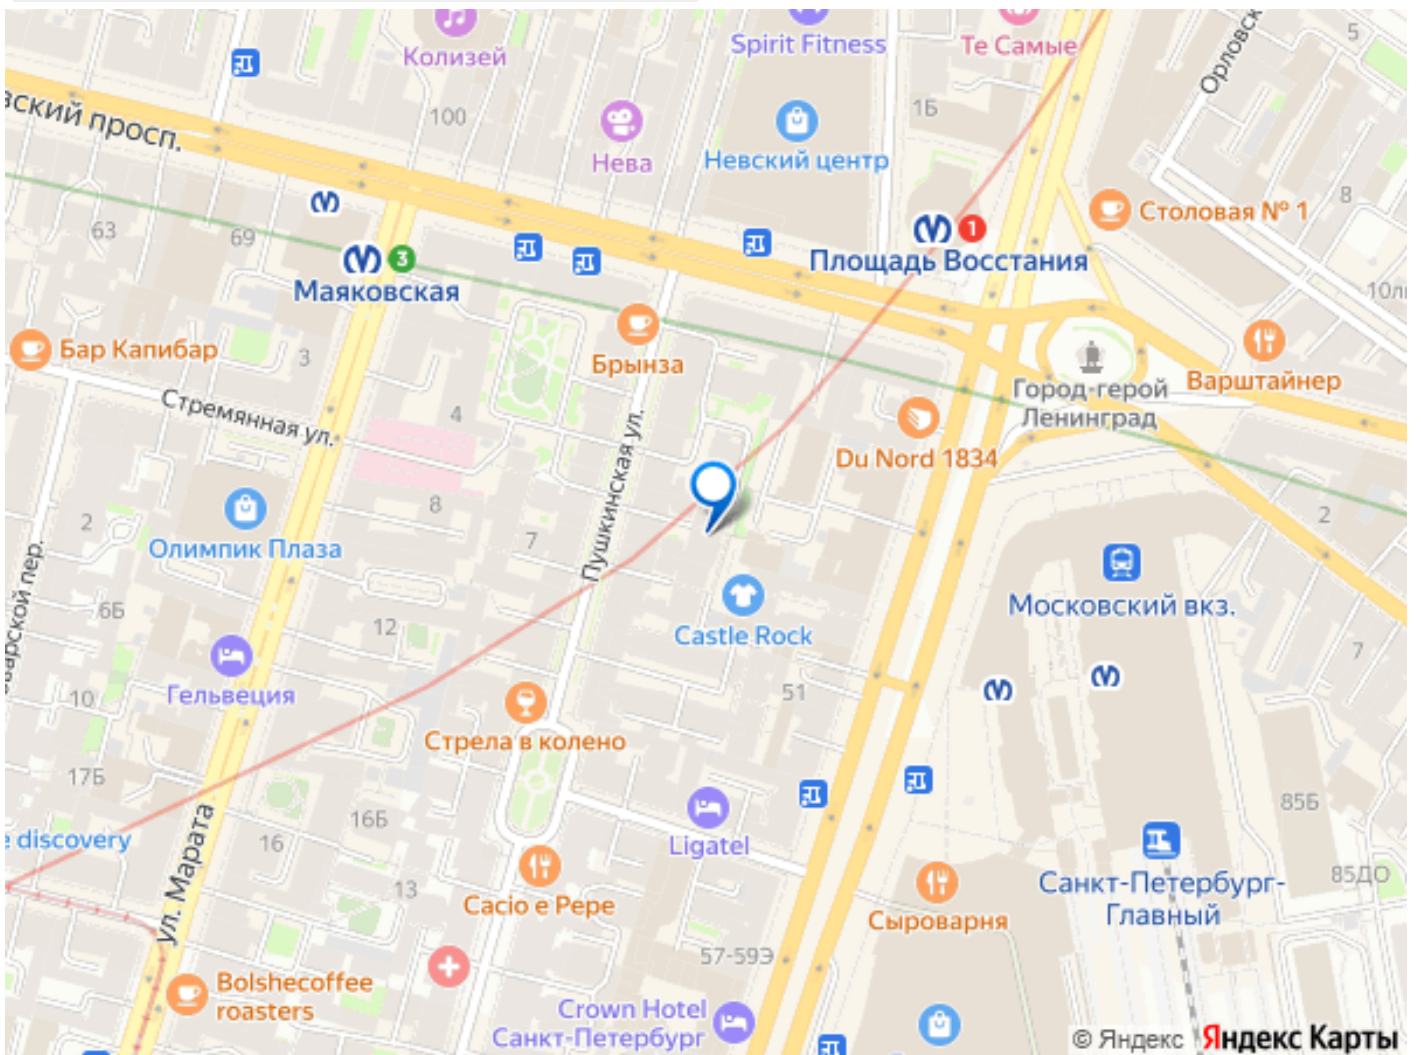 Колизей
Spirit Fitness
Те Самые
Орловск
5
вский просп.
100
1Б
Нева
Невский центр
8
63
69
Столовая № 1
1
Площадь Восстания
3
Маяковская
10л
Бар Капибар
3
Брынза
Варштайнер
Город-герой
Ленинград
Стремянная ул.
4
Пушкинская ул.
Du Nord 1834
8
2
7
2
Олимпик Плаза
Московский вкз.
6Б
12
Castle Rock
варской пер.
7
10
Гельвеция
51
Стрела в колено
17Б
16Б
85Б
e discovery
16
Ligatel
ул. Марата
13
Cacio e Pepe
Сыроварня
Санкт-Петербург-
Главный
85ДО
57-59Э
Bolshecoffee
roasters
Crown Hotel
Санкт-Петербург
© Яндекс Яндекс Карты